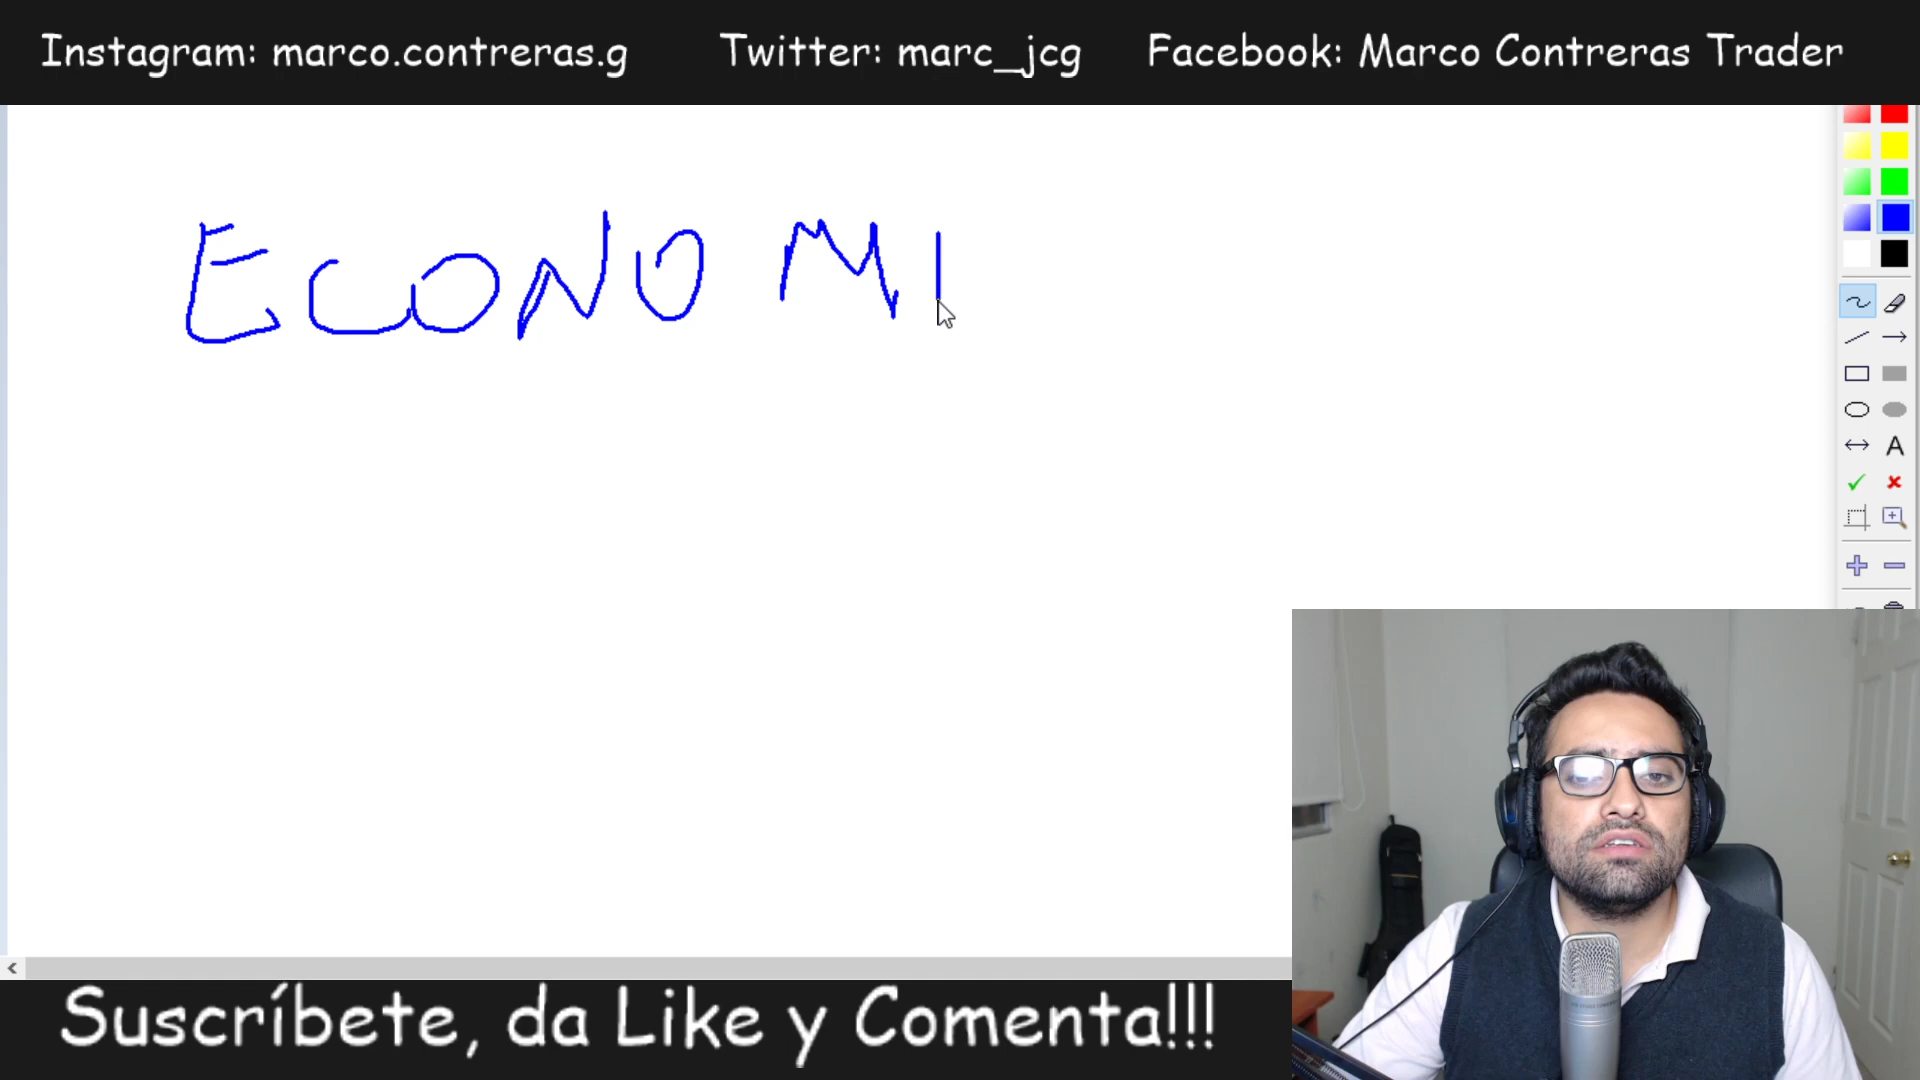 Instagram: marco.contreras.g Twitter: marc_jcg Facebook: Marco Contreras Trader
ECONOMI
A
Suscríbete, da Like y Comenta!!!